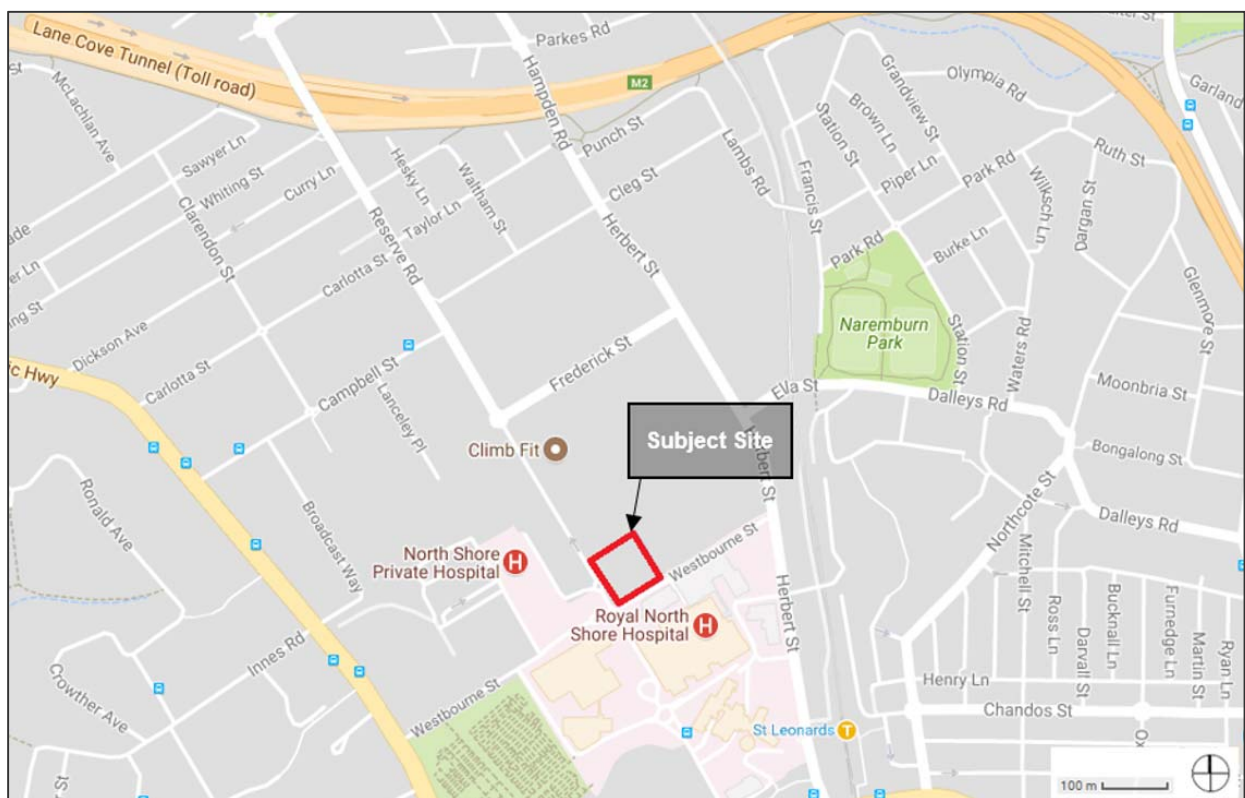 Lane Cove Tunnel (Toll road)
Parkes Rd
M2
Hampden Rd
McLachlan Ave
Sawyer Ln
Whiting St
Curry Ln
Clarendon St
Hesky Ln
Waltham St
Taylor Ln
Carlotta St
Reserve Rd
Punch St
Cleg St
Herbert St
Lambs Rd
Francis St
Station St
Brown Ln
Grandview St
Piper Ln
Olympia Rd
Park Rd
Ruth St
Garland
Wilksch Ln
Dargan St
Burke Ln
Park Rd
Glenmore St
Naremburn
Park
Station St
Waters Rd
ade
er Ln
ng St
Dickson Ave
ic Hwy
Carlotta St
Campbell St
Lanceley Pl
Frederick St
Ella St
Dalleys Rd
Moonbria St
Bongalong St
Climb Fit
Subject Site
Herbert St
Ronald Ave
Broadcast Way
North Shore
Private Hospital
H
Westbourne St
Northcote St
Dalleys Rd
Mitchell St
Ross Ln
Darvall St
Bucknall Ln
Furnedge Ln
Martin St
Ryan Ln
Royal North
Shore Hospital
H
Herbert St
Innes Rd
Crowther Ave
Westbourne St
Henry Ln
Chandos St
St Leonards
T
100 m